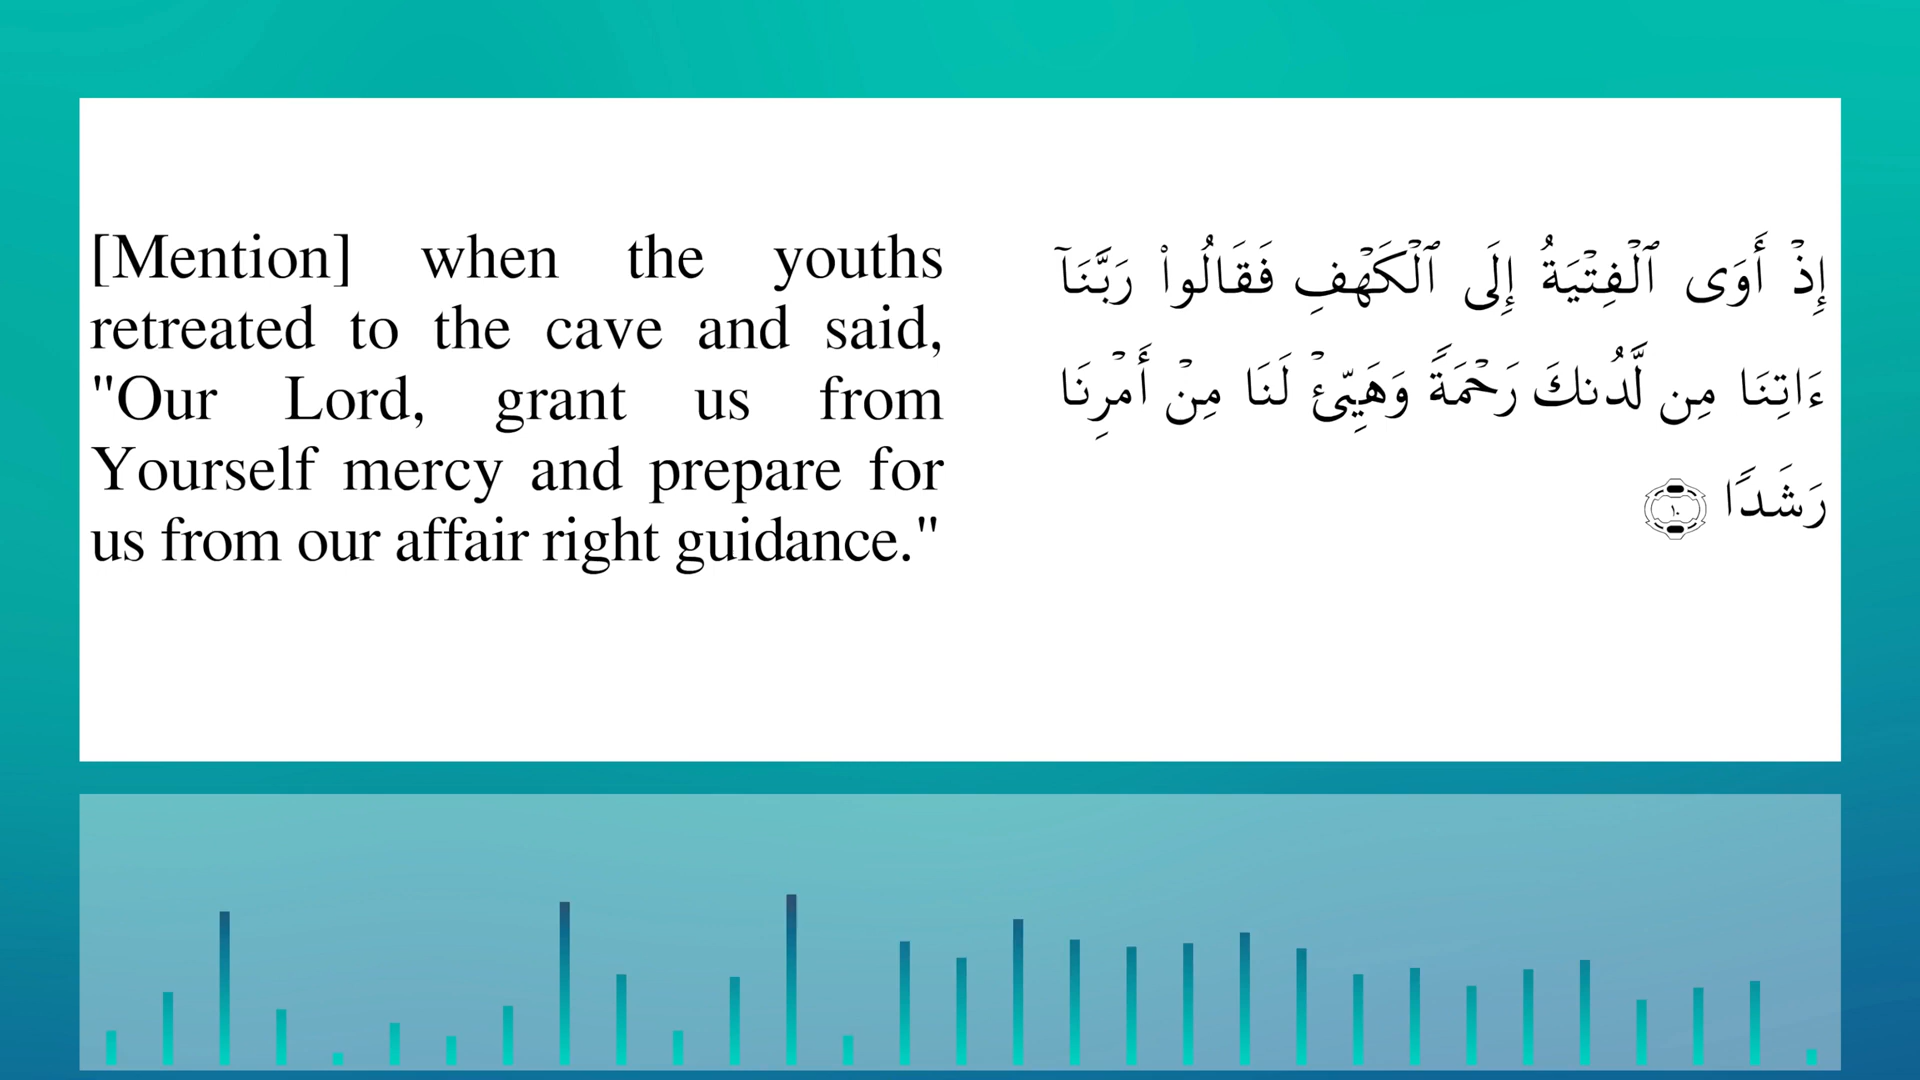 [Mention] when the youths
retreated to the cave and said,
"Our Lord, grant us from
Yourself mercy and prepare for
us from our affair right guidance."
إِذۡ أَوَى ٱلۡفِتۡيَةُ إِلَى ٱلۡكَهۡفِ فَقَالُواْ رَبَّنَآ
ءَاتِنَا مِن لَّدُنكَ رَحۡمَةٗ وَهَيِّئۡ لَنَا مِنۡ أَمۡرِنَا
رَشَدٗا ١٠